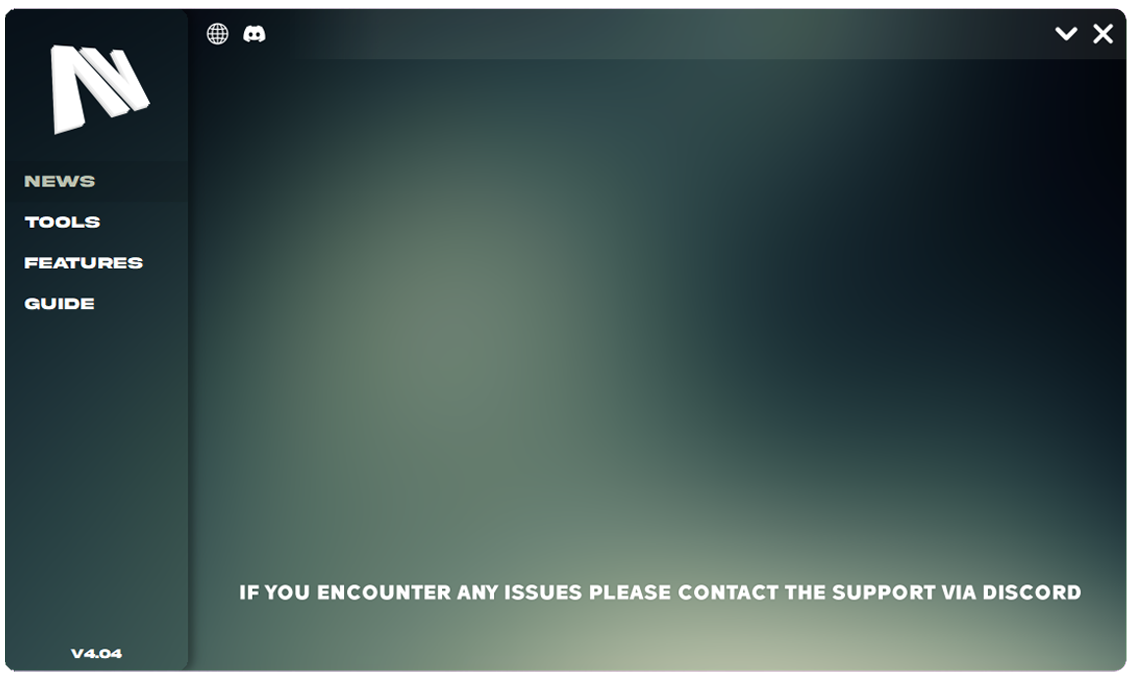 NEWS
TOOLS
FEATURES
GUIDE
IF YOU ENCOUNTER ANY ISSUES PLEASE CONTACT THE SUPPORT VIA DISCORD
V4.04